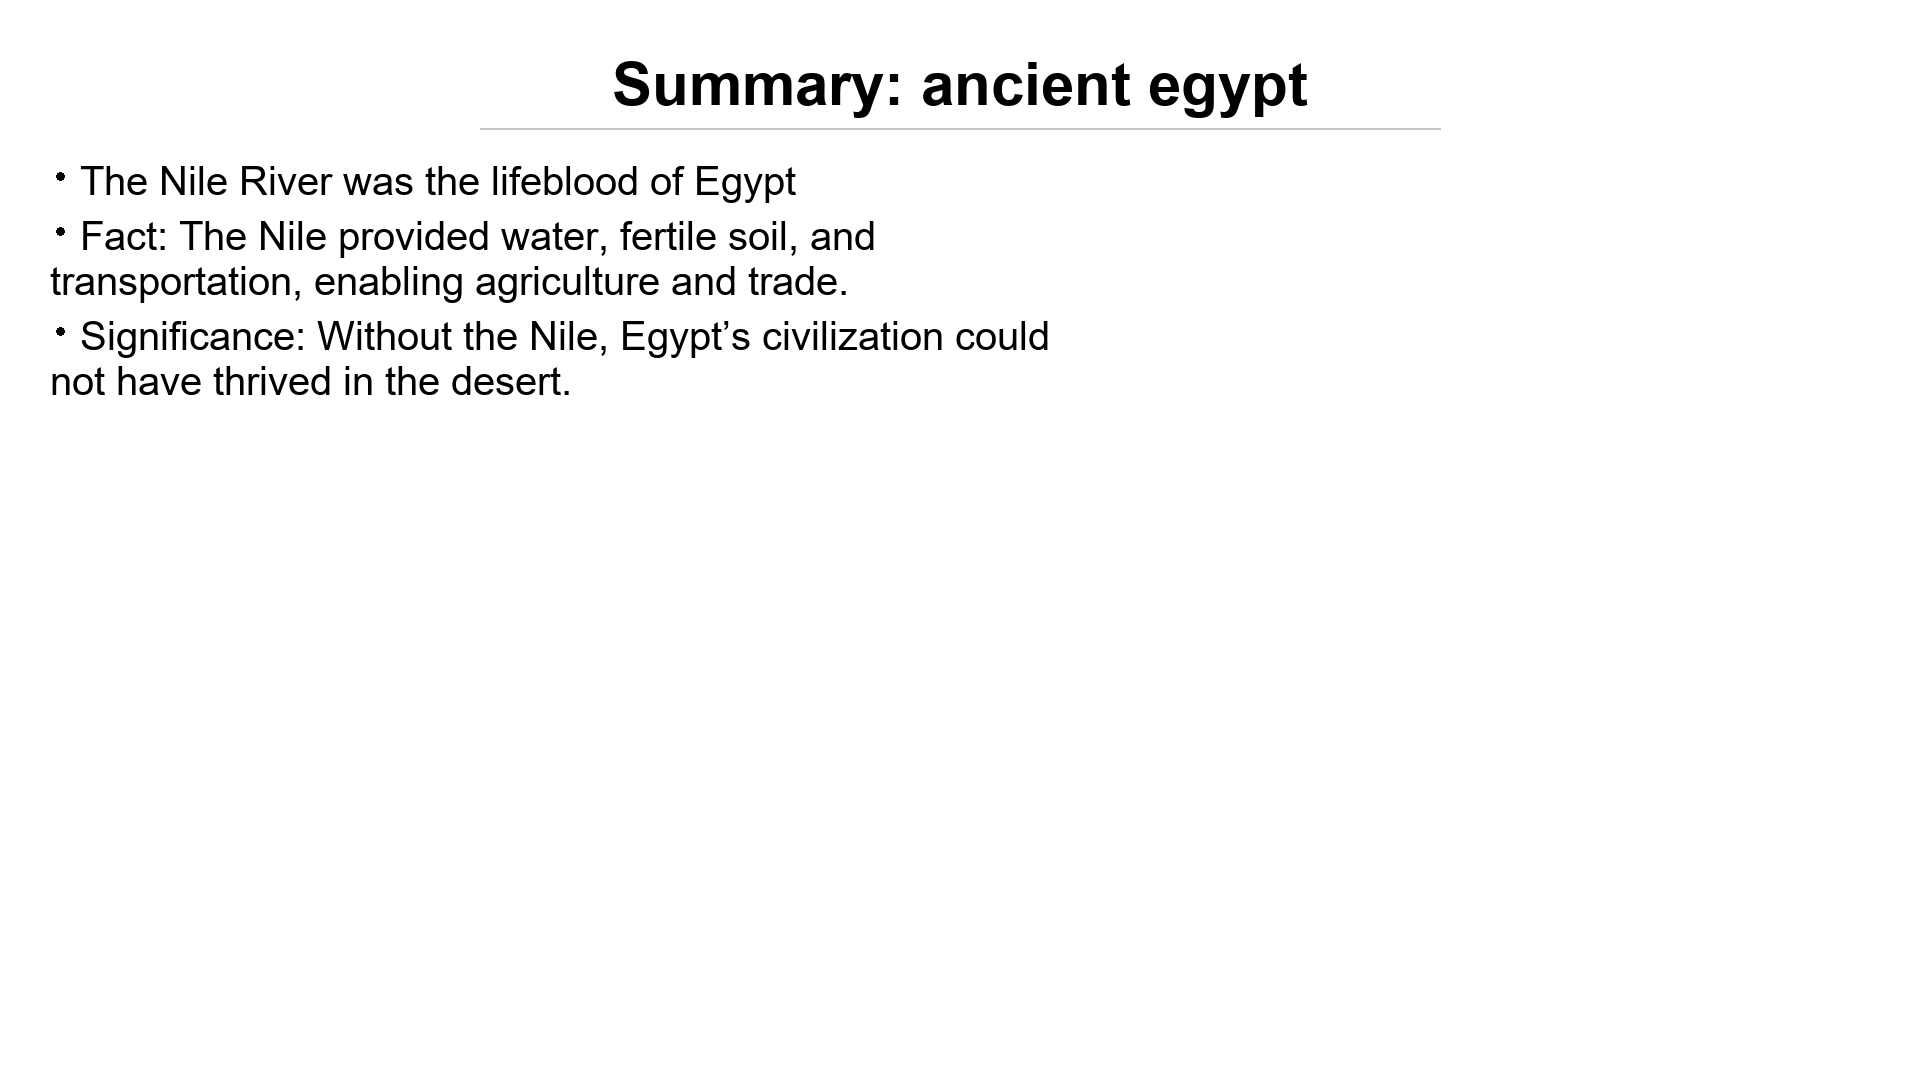 Summary: ancient egypt
• The Nile River was the lifeblood of Egypt
• Fact: The Nile provided water, fertile soil, and
transportation, enabling agriculture and trade.
• Significance: Without the Nile, Egypt’s civilization could
not have thrived in the desert.